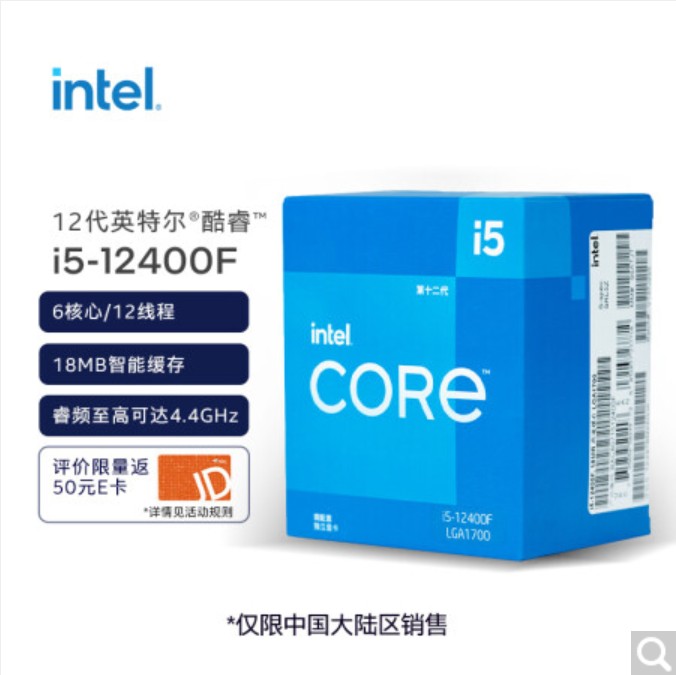 intel
12代英特尔®酷睿™
i5-12400F
6核心/12线程
18MB智能缓存
睿频至高可达4.4GHz
评价限量返
50元E卡
JD
*详情见活动规则
i5
第十二代
intel
CORe™
i5-12400F
LGA1700
intel
*仅限中国大陆区销售